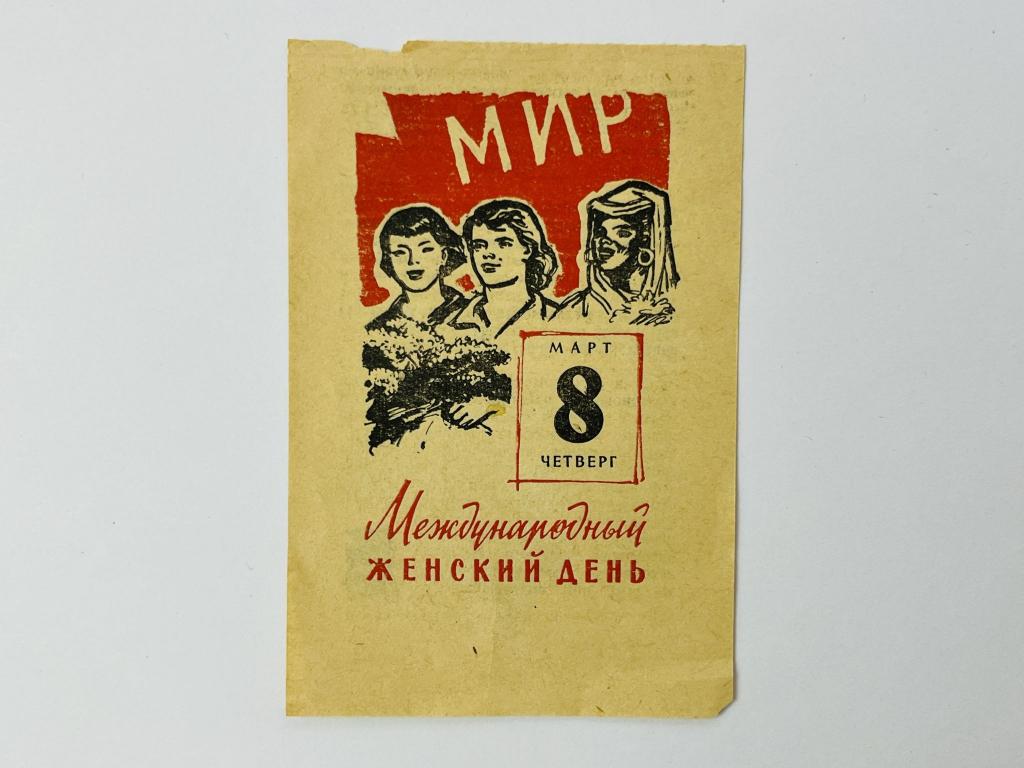 МИР
МАРТ
8
ЧЕТВЕРГ
Международный
ЖЕНСКИЙ ДЕНЬ